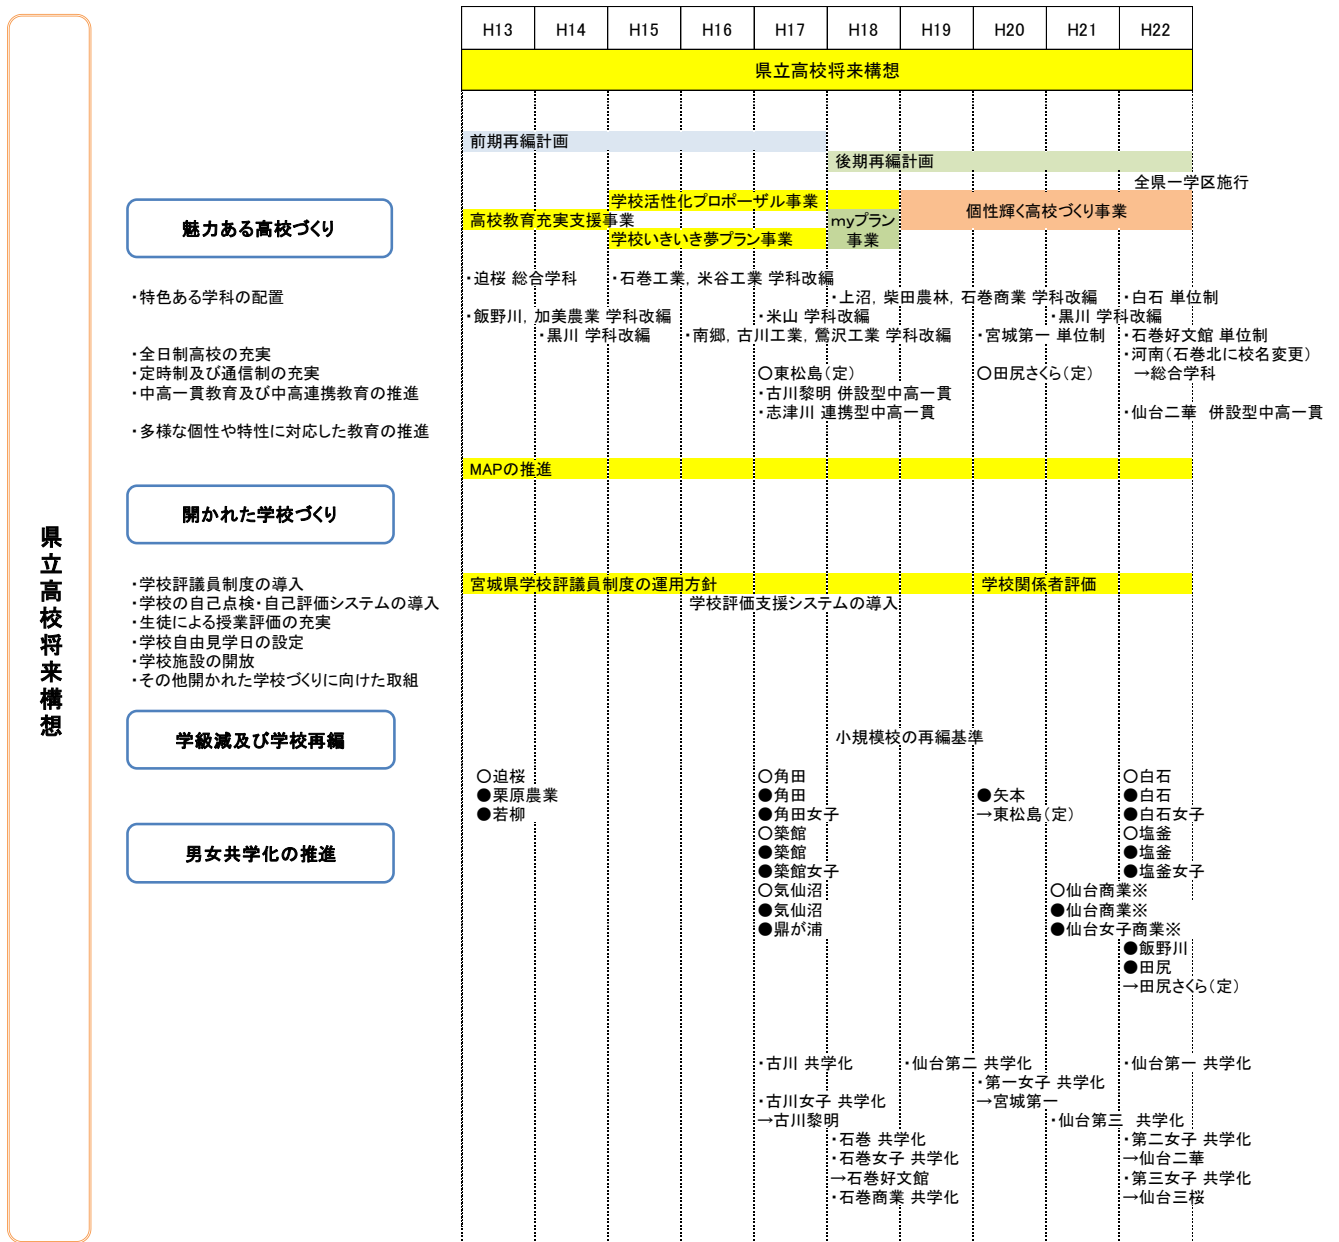 県立高校将来構想
H13 H14 H15 H16 H17 H18 H19 H20 H21 H22
県立高校将来構想
前期再編計画
後期再編計画
全県一学区施行
魅力ある高校づくり
学校活性化プロポーザル事業
高校教育充実支援事業
学校いきいき夢プラン事業
myプラン
事業
個性輝く高校づくり事業
・迫桜 総合学科 ・石巻工業，米谷工業 学科改編
・特色ある学科の配置 ・上沼，柴田農林，石巻商業 学科改編 ・白石 単位制
・飯野川，加美農業 学科改編 ・米山 学科改編 ・黒川 学科改編
・黒川 学科改編 ・南郷，古川工業，鶯沢工業 学科改編 ・宮城第一 単位制 ・石巻好文館 単位制
・全日制高校の充実 ・河南（石巻北に校名変更）
・定時制及び通信制の充実 ○東松島（定） ○田尻さくら（定） →総合学科
・中高一貫教育及び中高連携教育の推進 ・古川黎明 併設型中高一貫
・志津川 連携型中高一貫 ・仙台二華　併設型中高一貫
・多様な個性や特性に対応した教育の推進
MAPの推進
開かれた学校づくり
・学校評議員制度の導入 宮城県学校評議員制度の運用方針 学校関係者評価
・学校の自己点検・自己評価システムの導入 学校評価支援システムの導入
・生徒による授業評価の充実
・学校自由見学日の設定
・学校施設の開放
・その他開かれた学校づくりに向けた取組
学級減及び学校再編
小規模校の再編基準
○迫桜 ○角田 ○白石
●栗原農業 ●角田 ●矢本 ●白石
●若柳 ●角田女子 →東松島（定） ●白石女子
男女共学化の推進
○築館 ○塩釜
●築館 ●塩釜
●築館女子 ●塩釜女子
○気仙沼 ○仙台商業※
●気仙沼 ●仙台商業※
●鼎が浦 ●仙台女子商業※
●飯野川
●田尻
→田尻さくら（定）
・古川 共学化 ・仙台第二 共学化 ・仙台第一 共学化
・第一女子 共学化
・古川女子 共学化 →宮城第一
→古川黎明 ・仙台第三　共学化
・石巻 共学化 ・第二女子 共学化
・石巻女子 共学化 →仙台二華
→石巻好文館 ・第三女子 共学化
・石巻商業 共学化 →仙台三桜